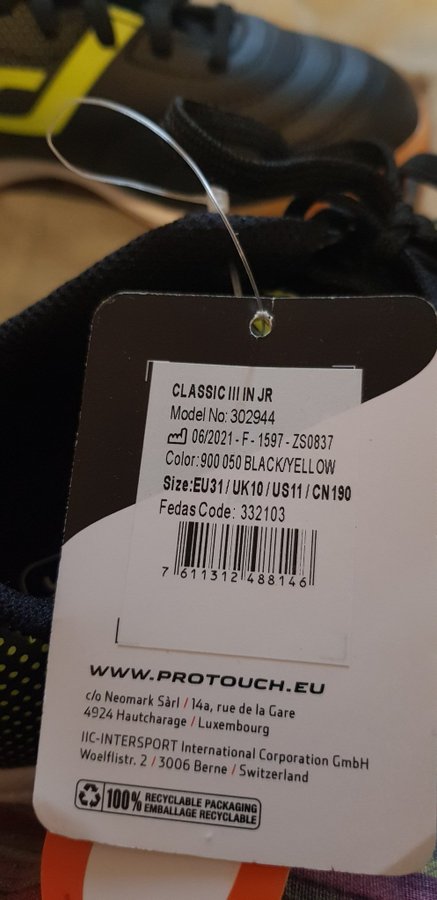 CLASSIC III IN JR
Model No: 302944
06/2021 - F - 1597 - ZS0837
Color: 900 050 BLACK/YELLOW
Size:EU31 / UK10 / US11 / CN190
Fedas Code: 332103
7 611312 488146
WWW.PROTOUCH.EU
c/o Neomark Sàrl / 14a, rue de la Gare
4924 Hautcharage / Luxembourg
IIC-INTERSPORT International Corporation GmbH
Woelflistr. 2 / 3006 Berne / Switzerland
100% RECYCLABLE PACKAGING
EMBALLAGE RECYCLABLE